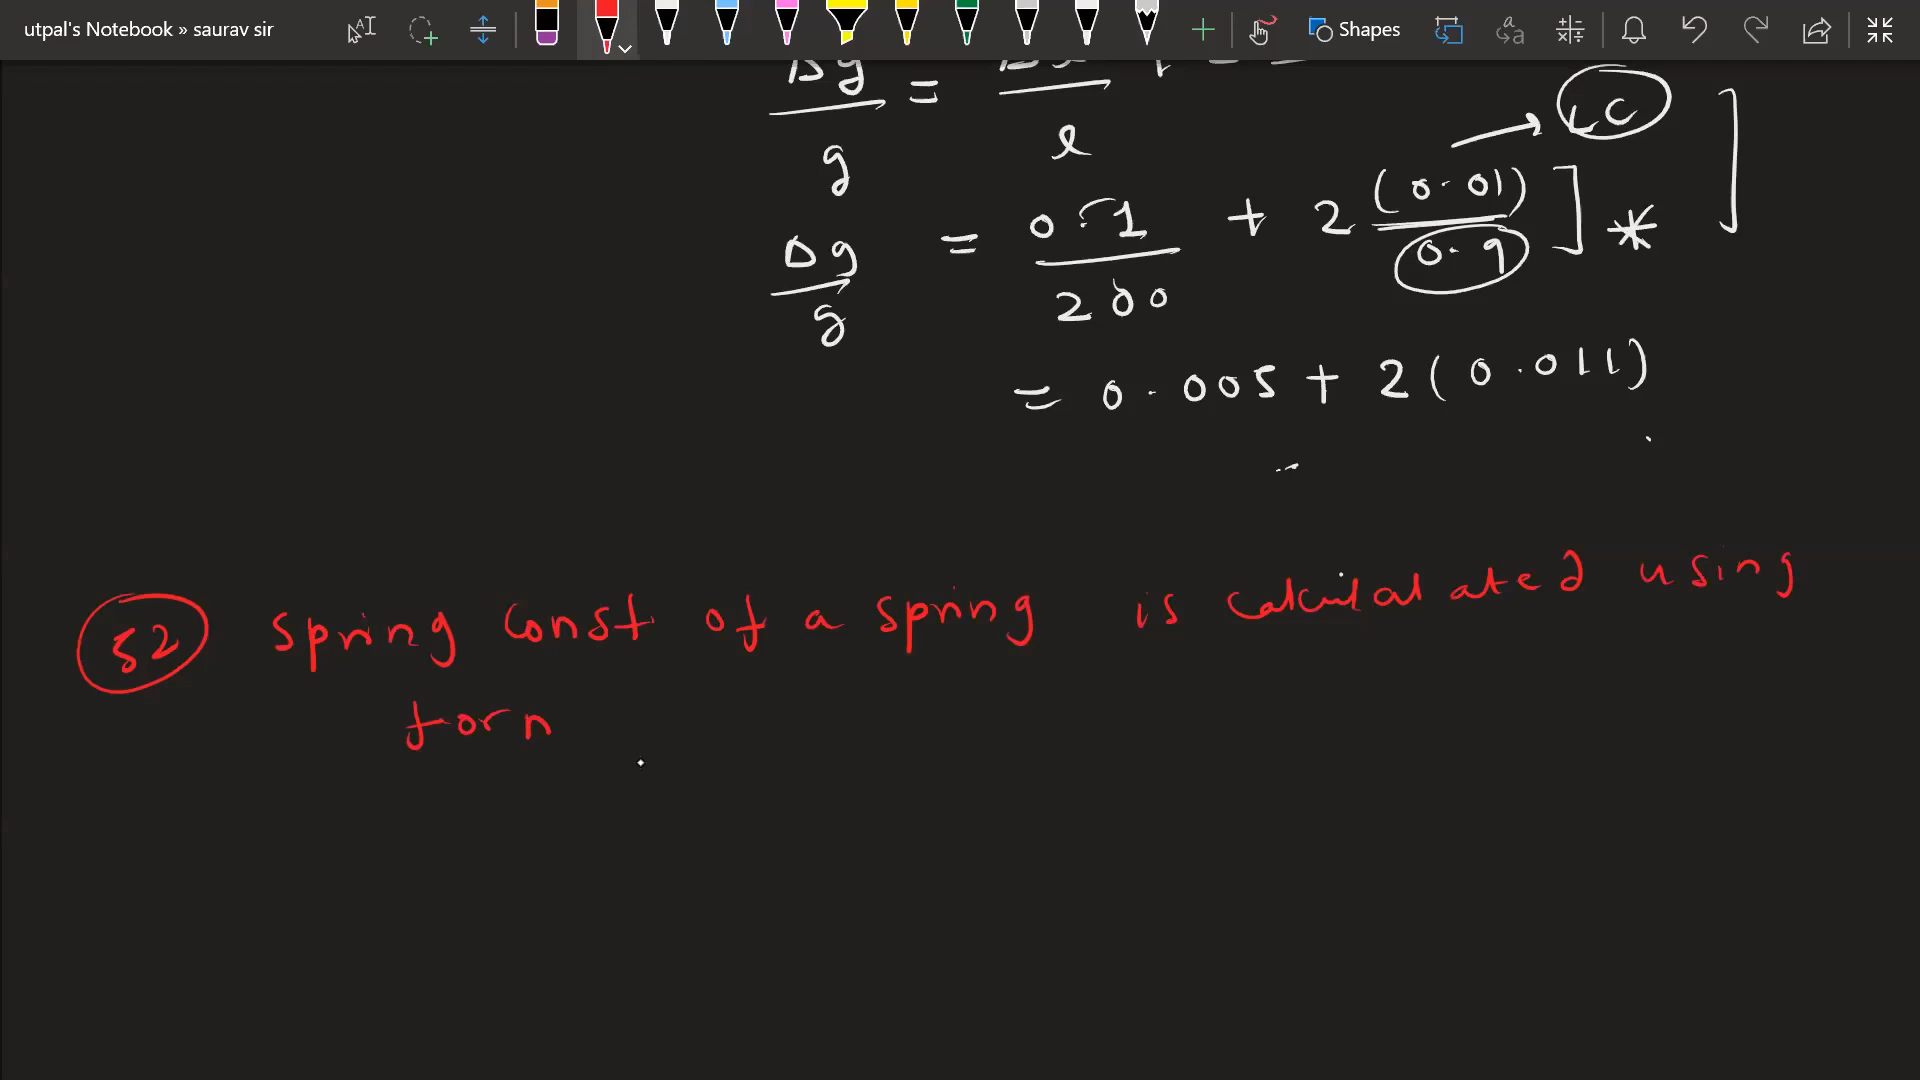 utpal's Notebook » saurav sir
Shapes
Δg/g =
l
LC
Δg/g = 0.1/200 + 2 (0.01)/0.9 ] *
= 0.005 + 2(0.011)
52 Spring const of a spring is calculated using
form